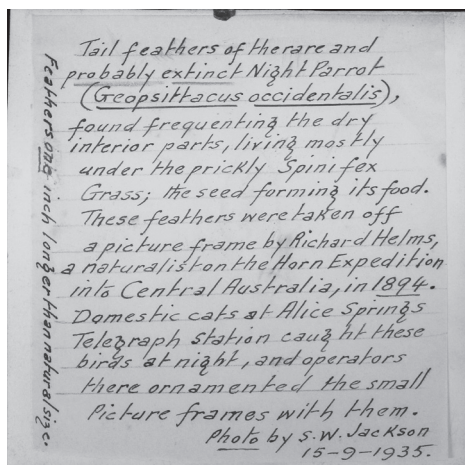 Tail feathers of the rare and
probably extinct Night Parrot
(Geopsittacus occidentalis),
found frequenting the dry
interior parts, living mostly
under the prickly Spinifex
Grass; the seed forming its food.
These feathers were taken off
a picture frame by Richard Helms,
a naturalist on the Horn Expedition
into Central Australia, in 1894.
Domestic cats at Alice Springs
Telegraph Station caught these
birds at night, and operators
there ornamented the small
Picture frames with them.
Photo by S. W. Jackson
15-9-1935.
Feathers one inch longer than natural size.